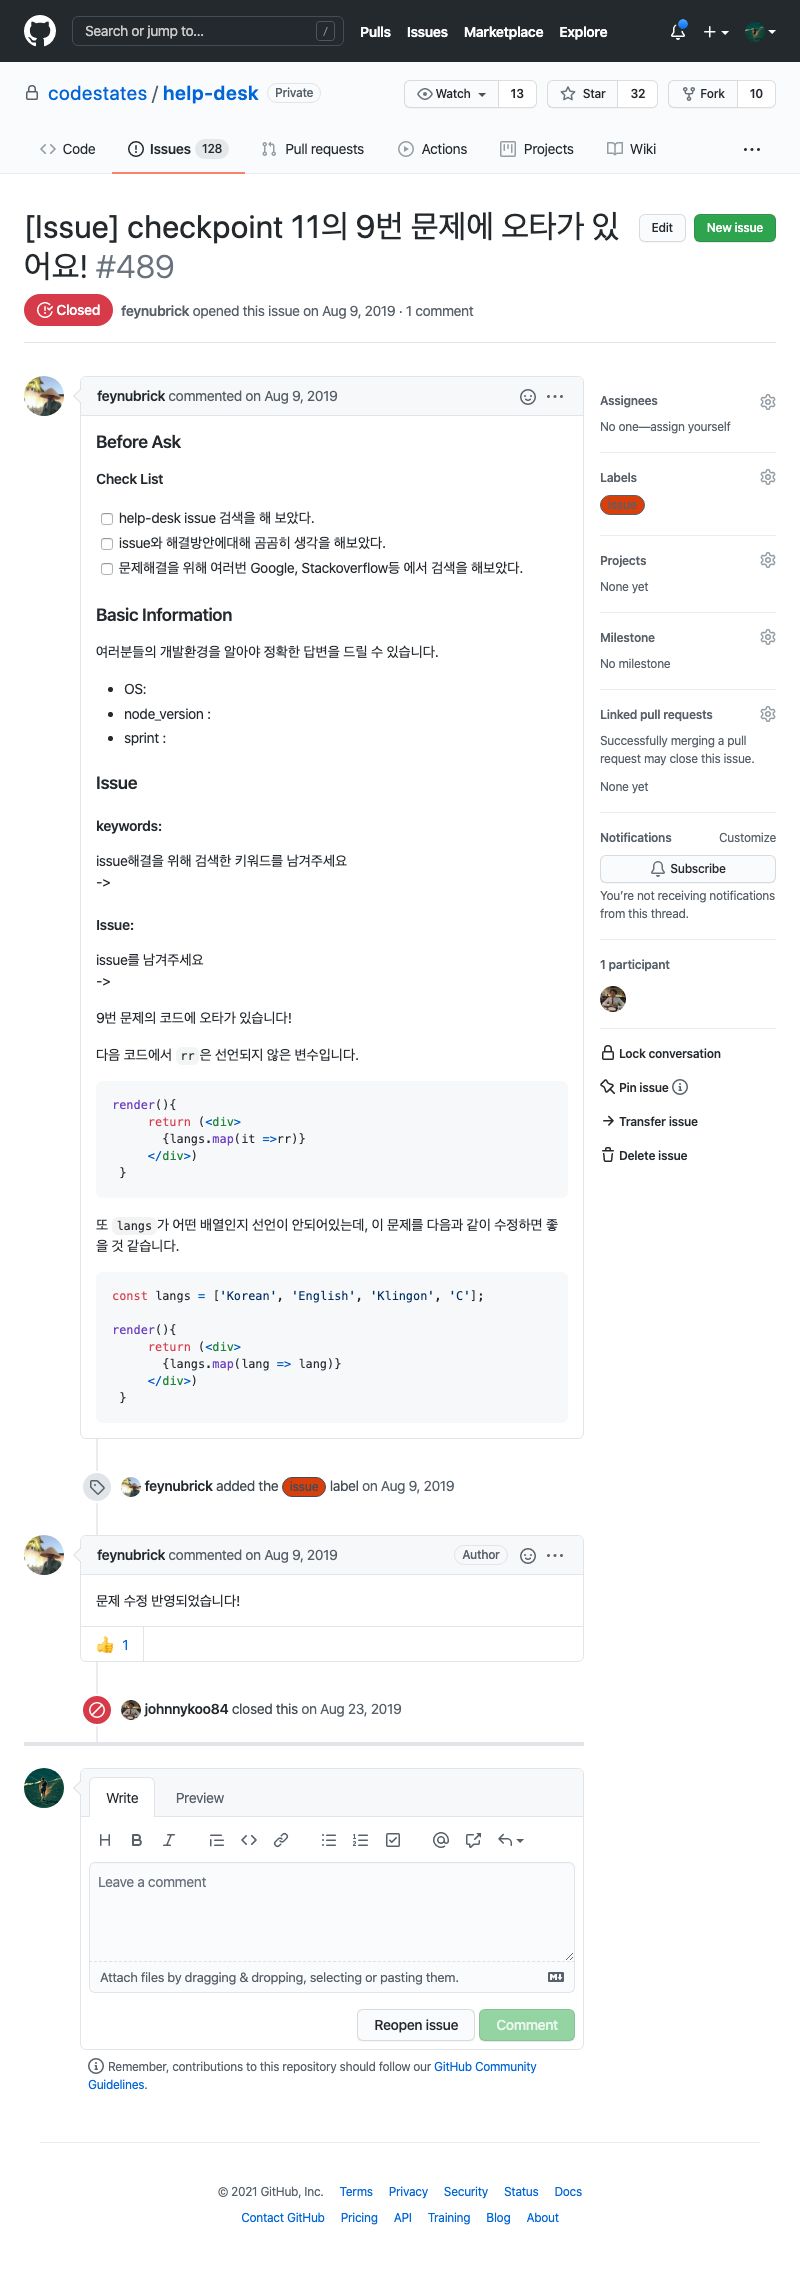 Search or jump to... /
Pulls Issues Marketplace Explore
codestates / help-desk Private
Watch 13 Star 32 Fork 10
Code Issues 128 Pull requests Actions Projects Wiki
[Issue] checkpoint 11의 9번 문제에 오타가 있
어요! #489
Edit New issue
Closed feynubrick opened this issue on Aug 9, 2019 · 1 comment
feynubrick commented on Aug 9, 2019
Before Ask
Check List
help-desk issue 검색을 해 보았다.
issue와 해결방안에대해 곰곰히 생각을 해보았다.
문제해결을 위해 여러번 Google, Stackoverflow등 에서 검색을 해보았다.
Basic Information
여러분들의 개발환경을 알아야 정확한 답변을 드릴 수 있습니다.
OS:
node_version :
sprint :
Issue
keywords:
issue해결을 위해 검색한 키워드를 남겨주세요
->
Issue:
issue를 남겨주세요
->
9번 문제의 코드에 오타가 있습니다!
다음 코드에서 rr 은 선언되지 않은 변수입니다.
render(){
return (<div>
{langs.map(it =>rr)}
</div>)
}
또 langs 가 어떤 배열인지 선언이 안되어있는데, 이 문제를 다음과 같이 수정하면 좋
을 것 같습니다.
const langs = ['Korean', 'English', 'Klingon', 'C'];
render(){
return (<div>
{langs.map(lang => lang)}
</div>)
}
feynubrick added the issue label on Aug 9, 2019
feynubrick commented on Aug 9, 2019 Author
문제 수정 반영되었습니다!
👍 1
johnnykoo84 closed this on Aug 23, 2019
Write Preview
Leave a comment
Attach files by dragging & dropping, selecting or pasting them.
Reopen issue Comment
Remember, contributions to this repository should follow our GitHub Community
Guidelines.
Assignees
No one—assign yourself
Labels
issue
Projects
None yet
Milestone
No milestone
Linked pull requests
Successfully merging a pull
request may close this issue.
None yet
Notifications Customize
Subscribe
You're not receiving notifications
from this thread.
1 participant
Lock conversation
Pin issue
Transfer issue
Delete issue
© 2021 GitHub, Inc. Terms Privacy Security Status Docs
Contact GitHub Pricing API Training Blog About